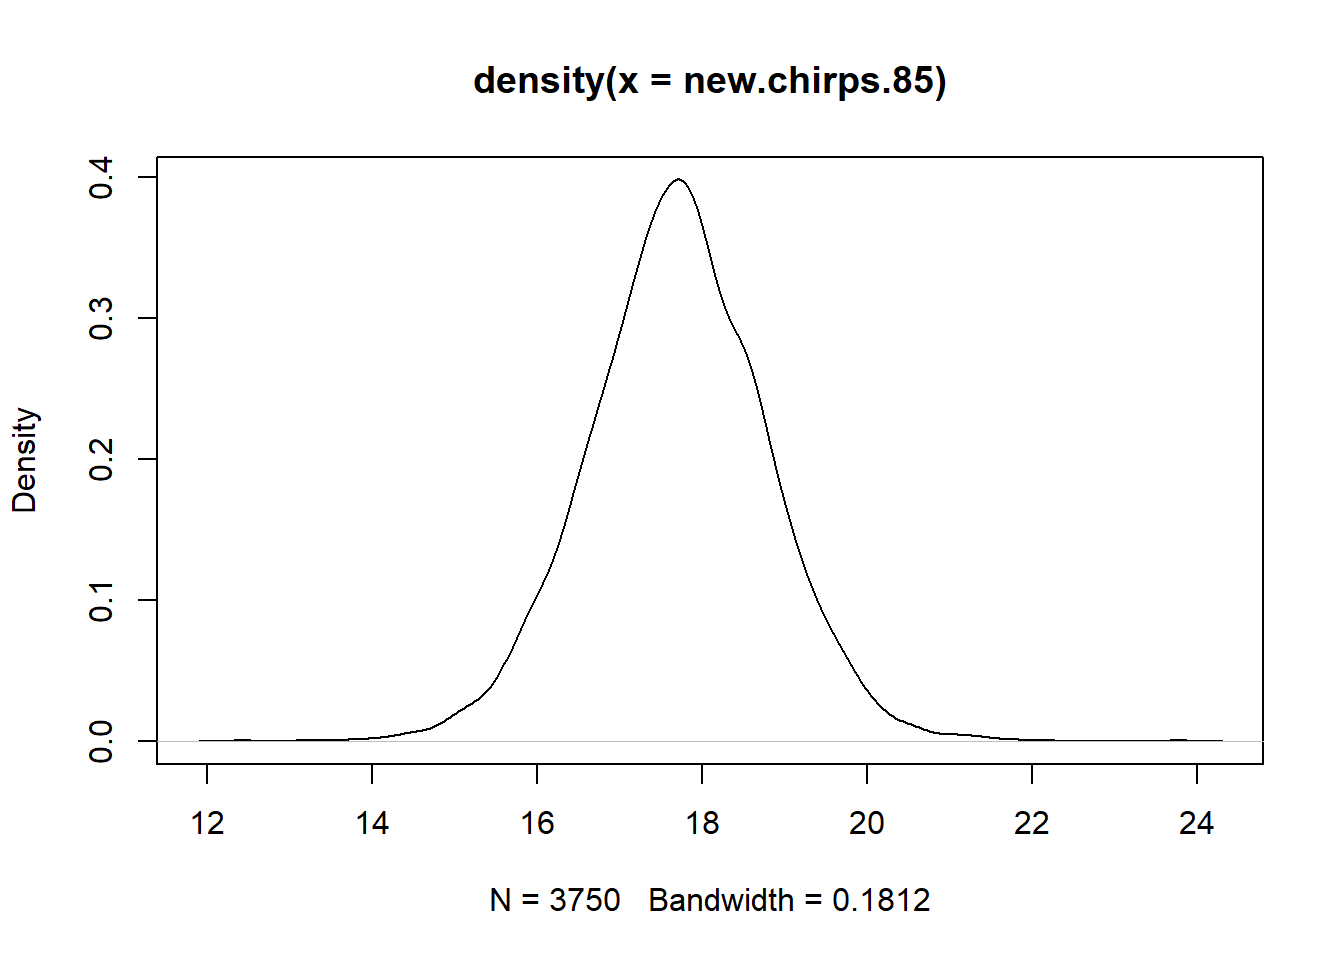 density(x = new.chirps.85)
Density
0.4
0.3
0.2
0.1
0.0
12 14 16 18 20 22 24
N = 3750 Bandwidth = 0.1812